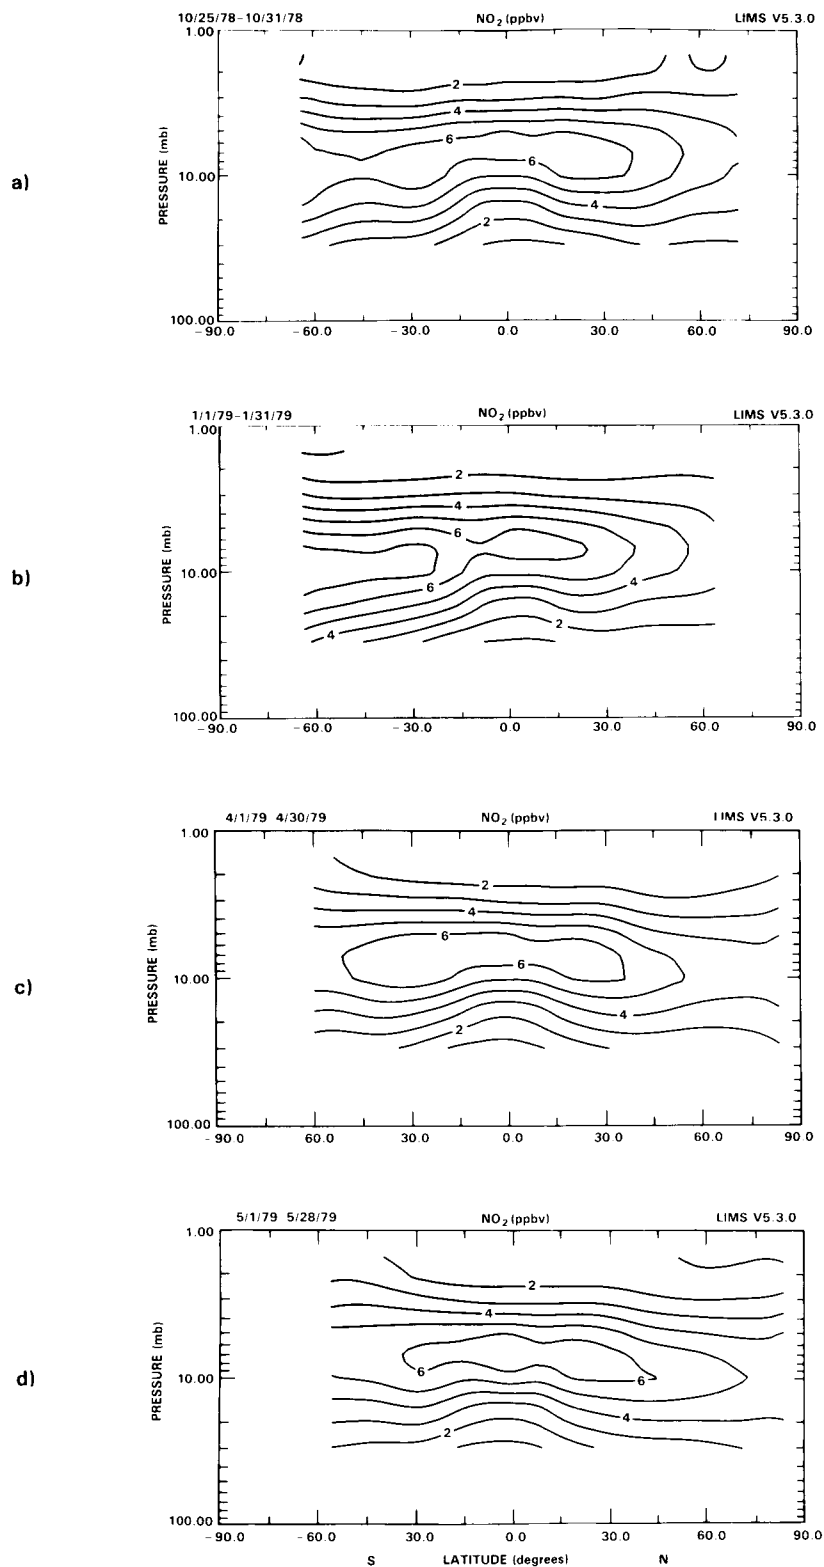 10/25/78-10/31/78 NO2 (ppbv) LIMS V5.3.0
1.00
2
4
6
6
a)
PRESSURE (mb)
10.00
4
2
100.00
-90.0 -60.0 -30.0 0.0 30.0 60.0 90.0
1/1/79-1/31/79 NO2 (ppbv) LIMS V5.3.0
1.00
2
4
6
b)
PRESSURE (mb)
10.00
6
4
2
4
100.00
-90.0 -60.0 -30.0 0.0 30.0 60.0 90.0
4/1/79 4/30/79 NO2 (ppbv) LIMS V5.3.0
1.00
2
4
6
6
c)
PRESSURE (mb)
10.00
4
2
100.00
-90.0 60.0 30.0 0.0 30.0 60.0 90.0
5/1/79 5/28/79 NO2 (ppbv) LIMS V5.3.0
1.00
2
4
6
6
d)
PRESSURE (mb)
10.00
4
2
100.00
-90.0 -60.0 -30.0 0.0 30.0 60.0 90.0
S LATITUDE (degrees) N